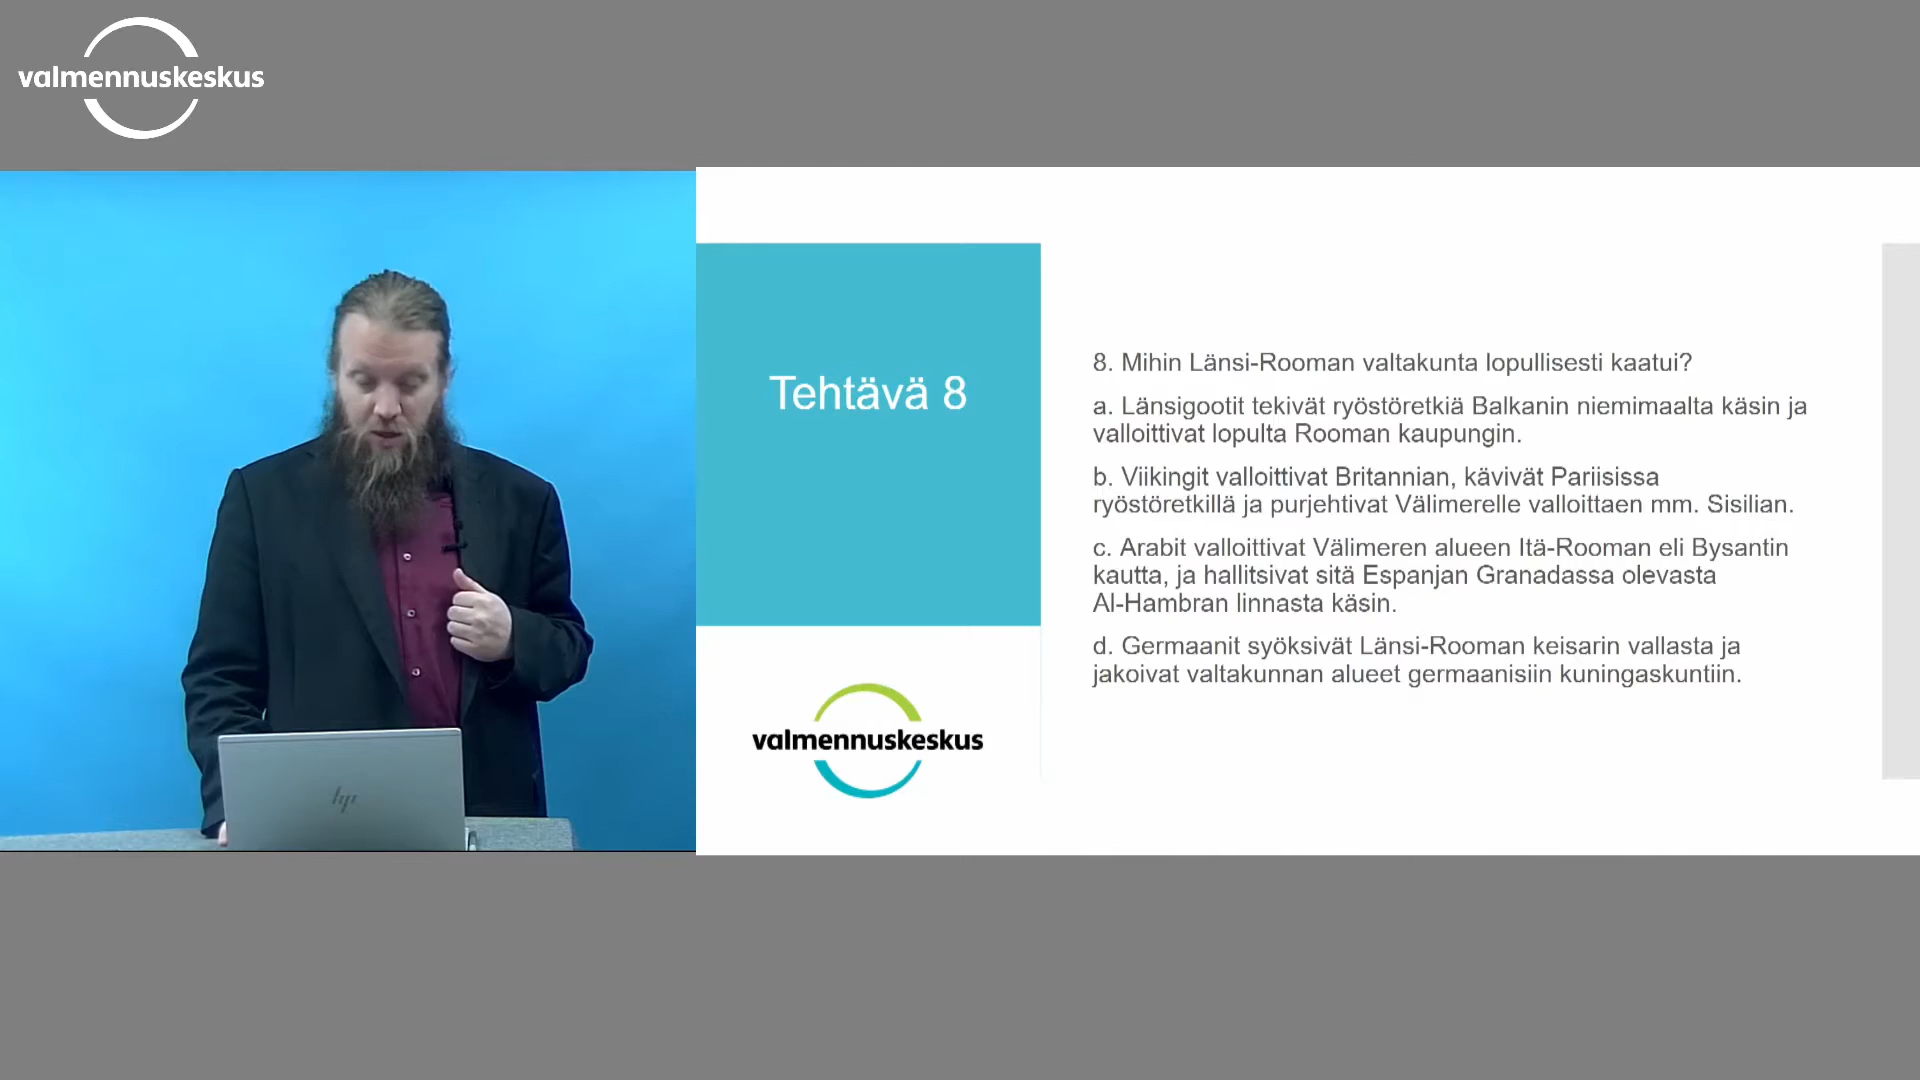 valmennuskeskus
Tehtävä 8
valmennuskeskus
8. Mihin Länsi-Rooman valtakunta lopullisesti kaatui?
a. Länsigootit tekivät ryöstöretkiä Balkanin niemimaalta käsin ja
valloittivat lopulta Rooman kaupungin.
b. Viikingit valloittivat Britannian, kävivät Pariisissa
ryöstöretkillä ja purjehtivat Välimerelle valloittaen mm. Sisilian.
c. Arabit valloittivat Välimeren alueen Itä-Rooman eli Bysantin
kautta, ja hallitsivat sitä Espanjan Granadassa olevasta
Al-Hambran linnasta käsin.
d. Germaanit syöksivät Länsi-Rooman keisarin vallasta ja
jakoivat valtakunnan alueet germaanisiin kuningaskuntiin.
hp